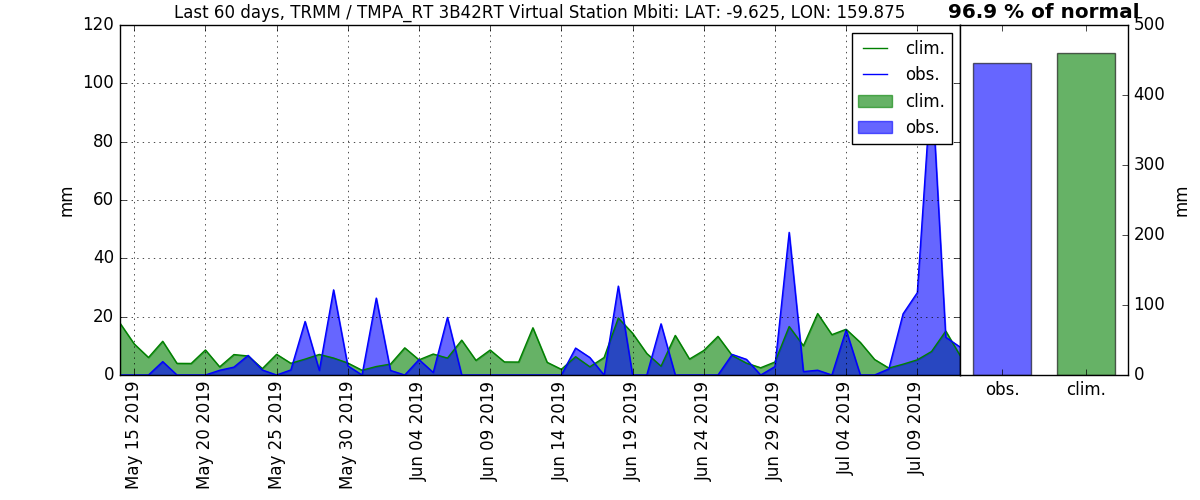 Last 60 days, TRMM / TMPA_RT 3B42RT Virtual Station Mbiti: LAT: -9.625, LON: 159.875
96.9 % of normal
120
100
80
60
40
20
0
mm
clim.
obs.
clim.
obs.
May 15 2019
May 20 2019
May 25 2019
May 30 2019
Jun 04 2019
Jun 09 2019
Jun 14 2019
Jun 19 2019
Jun 24 2019
Jun 29 2019
Jul 04 2019
Jul 09 2019
500
400
300
200
100
0
mm
obs.
clim.